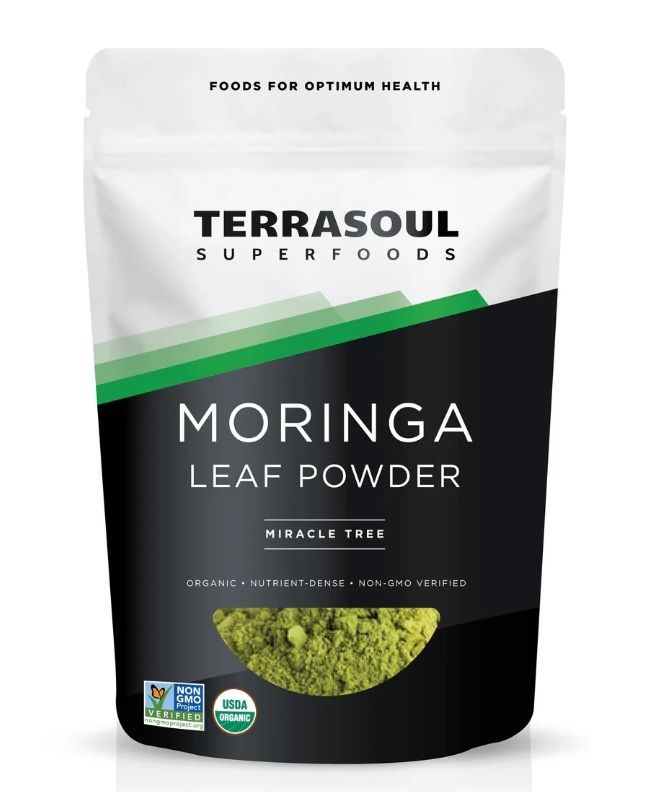 FOODS FOR OPTIMUM HEALTH
TERRASOUL
SUPERFOODS
MORINGA
LEAF POWDER
MIRACLE TREE
ORGANIC • NUTRIENT-DENSE • NON-GMO VERIFIED
NON
GMO
Project
VERIFIED
nongmoproject.org
USDA
ORGANIC